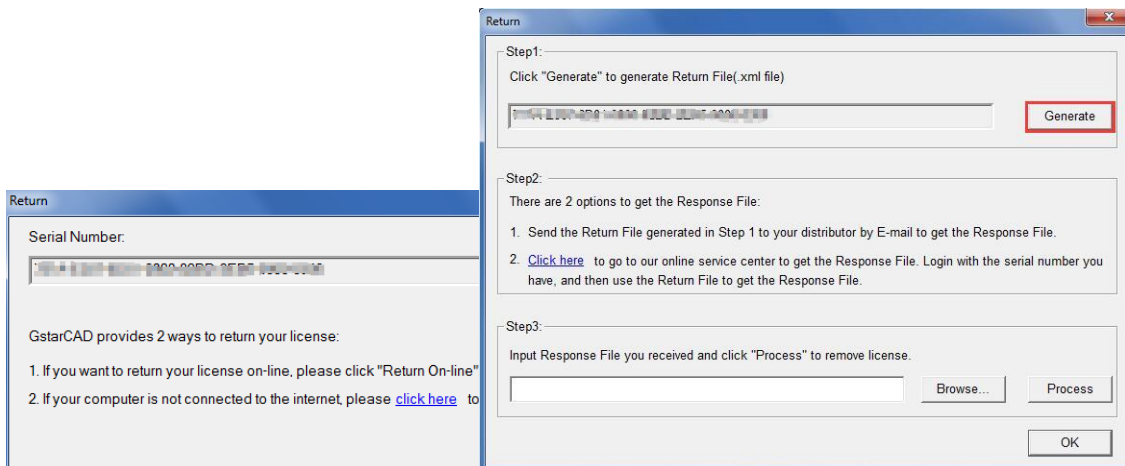 Return
Serial Number:
GstarCAD provides 2 ways to return your license:
1. If you want to return your license on-line, please click "Return On-line"
2. If your computer is not connected to the internet, please click here to
Return
Step1:
Click "Generate" to generate Return File(.xml file)
Generate
Step2:
There are 2 options to get the Response File:
1. Send the Return File generated in Step 1 to your distributor by E-mail to get the Response File.
2. Click here to go to our online service center to get the Response File. Login with the serial number you
have, and then use the Return File to get the Response File.
Step3:
Input Response File you received and click "Process" to remove license.
Browse...
Process
OK